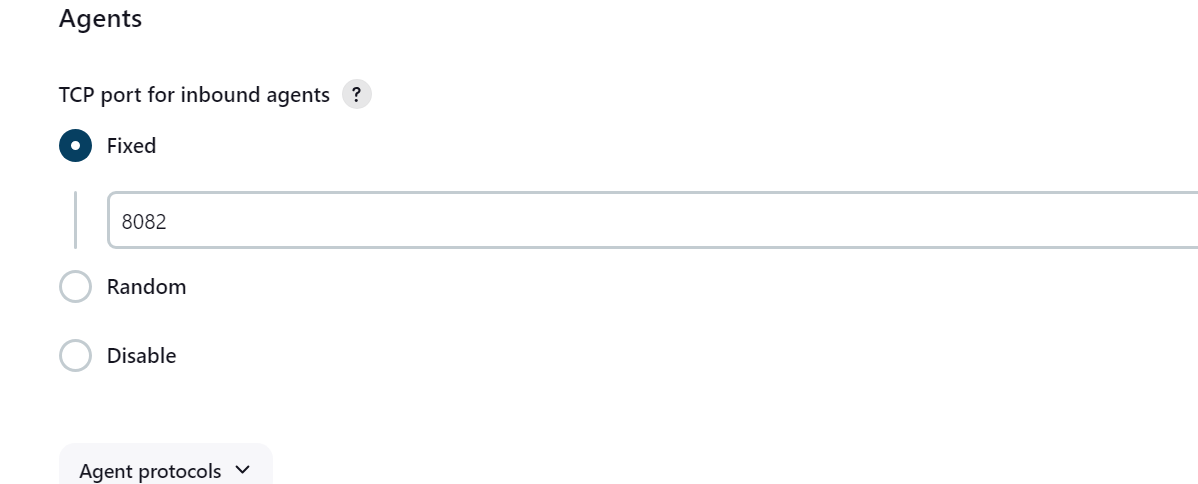 Agents
TCP port for inbound agents ?
Fixed
8082
Random
Disable
Agent protocols